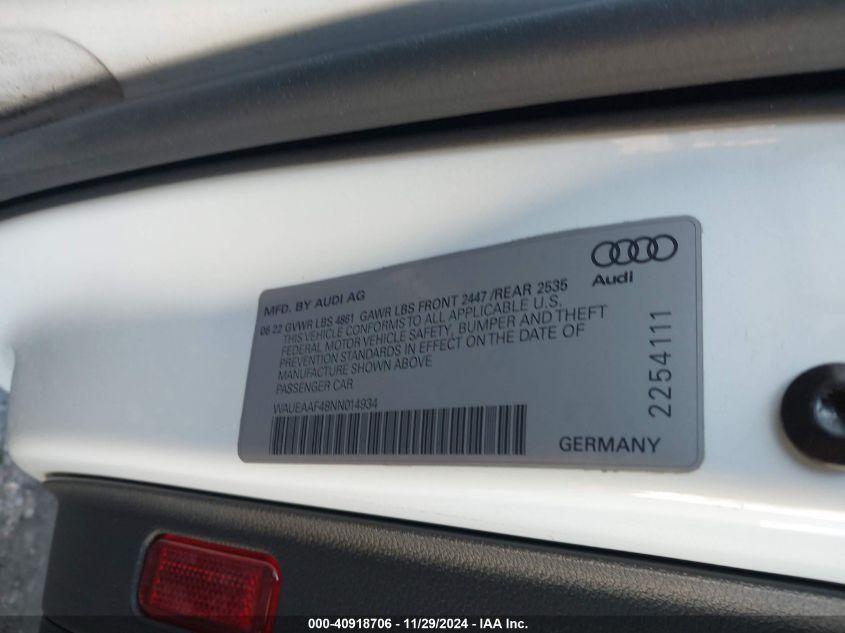 Audi
MFD. BY AUDI AG
06 22 GVWR LBS 4861 GAWR LBS FRONT 2447 /REAR 2535
THIS VEHICLE CONFORMS TO ALL APPLICABLE U.S.
FEDERAL MOTOR VEHICLE SAFETY, BUMPER AND THEFT
PREVENTION STANDARDS IN EFFECT ON THE DATE OF
MANUFACTURE SHOWN ABOVE
PASSENGER CAR
WAUEAAF48NN014934
GERMANY
2254111
000-40918706 - 11/29/2024 - IAA Inc.